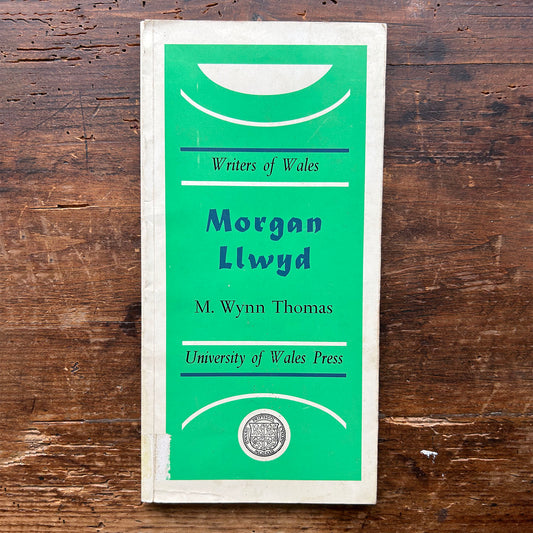 Writers of Wales
Morgan
Llwyd
M. Wynn Thomas
University of Wales Press